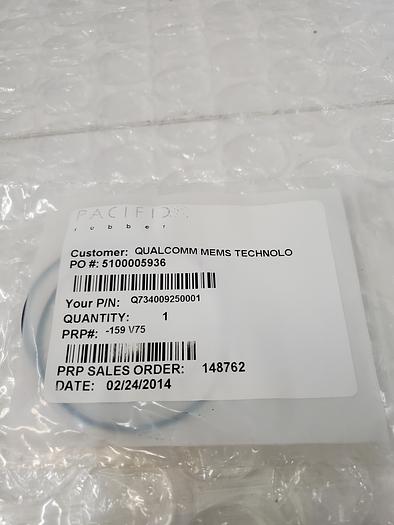 PACIFIC
rubber
Customer: QUALCOMM MEMS TECHNOLO
PO #: 5100005936
Your P/N: Q734009250001
QUANTITY: 1
PRP#: -159 V75
PRP SALES ORDER: 148762
DATE: 02/24/2014